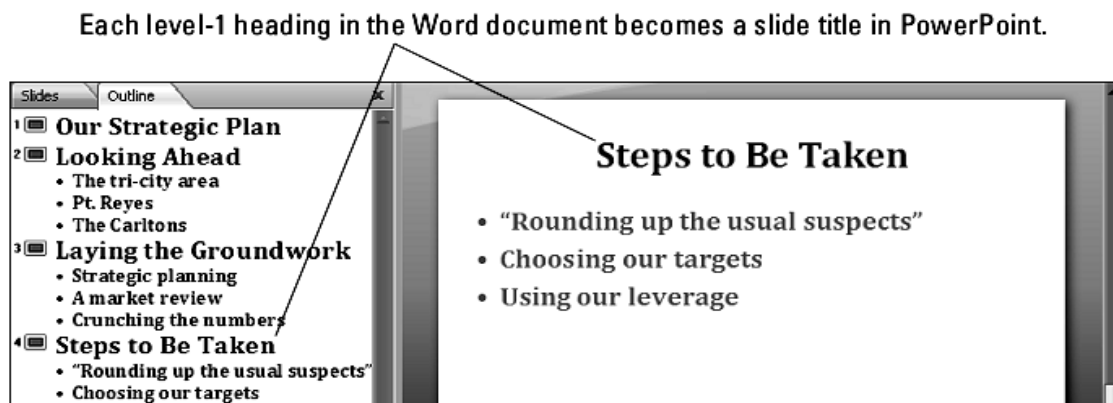 Each level-1 heading in the Word document becomes a slide title in PowerPoint.
Slides Outline x
1 Our Strategic Plan
2 Looking Ahead
• The tri-city area
• Pt. Reyes
• The Carltons
3 Laying the Groundwork
• Strategic planning
• A market review
• Crunching the numbers
4 Steps to Be Taken
• "Rounding up the usual suspects"
• Choosing our targets
Steps to Be Taken
• “Rounding up the usual suspects”
• Choosing our targets
• Using our leverage